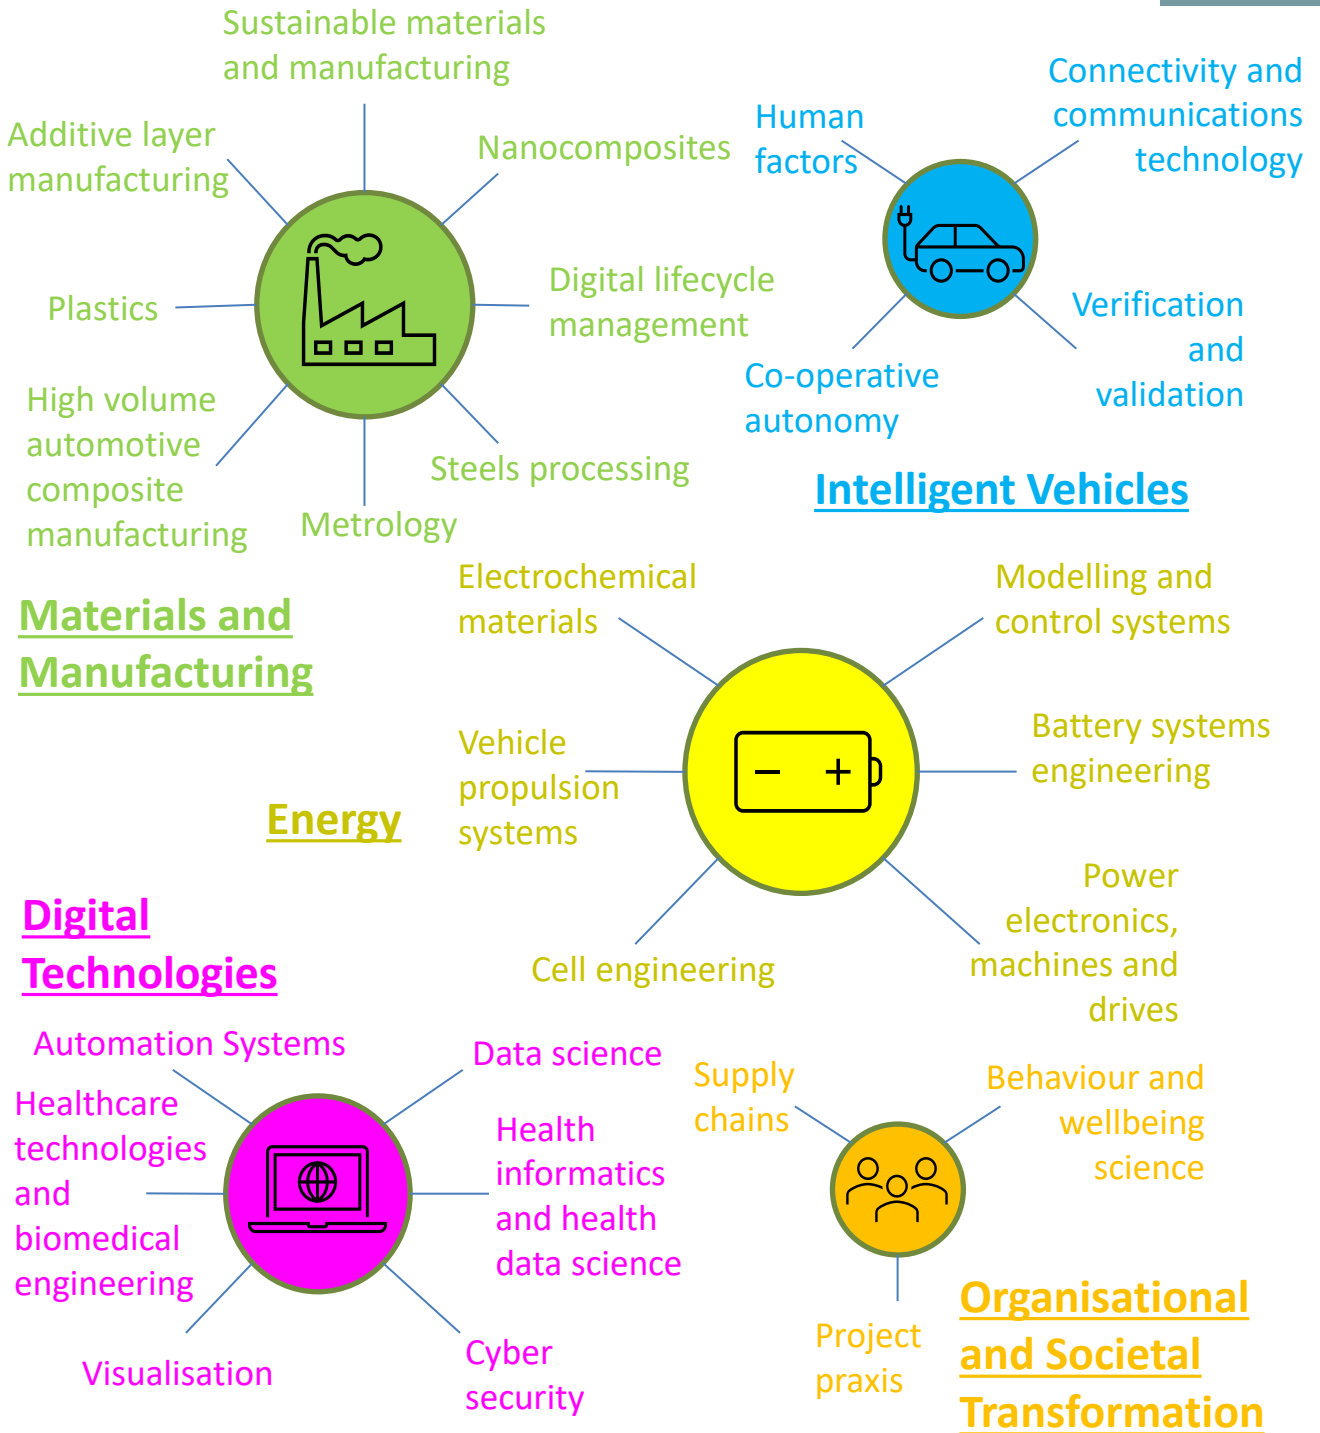 Sustainable materials
and manufacturing
Additive layer
manufacturing
Nanocomposites
Plastics
Digital lifecycle
management
High volume
automotive
composite
manufacturing
Steels processing
Metrology
Materials and
Manufacturing
Human
factors
Connectivity and
communications
technology
Verification
and
validation
Co-operative
autonomy
Intelligent Vehicles
Electrochemical
materials
Modelling and
control systems
Vehicle
propulsion
systems
Battery systems
engineering
Energy
Cell engineering
Power
electronics,
machines and
drives
Digital
Technologies
Automation Systems
Data science
Healthcare
technologies
and
biomedical
engineering
Health
informatics
and health
data science
Visualisation
Cyber
security
Supply
chains
Behaviour and
wellbeing
science
Project
praxis
Organisational
and Societal
Transformation